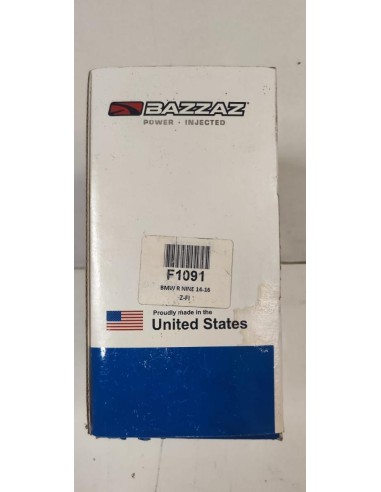 BAZZAZ
POWER - INJECTED
F1091
BMW R NINE 14-16
Z-FI
Proudly made in the
United States